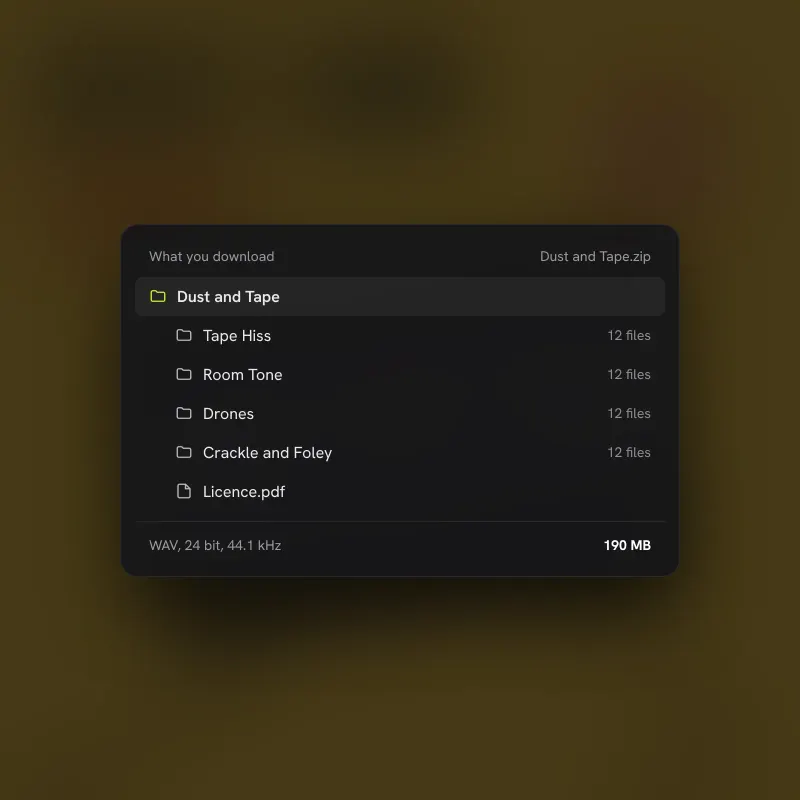 What you download Dust and Tape.zip
Dust and Tape
Tape Hiss 12 files
Room Tone 12 files
Drones 12 files
Crackle and Foley 12 files
Licence.pdf
WAV, 24 bit, 44.1 kHz 190 MB